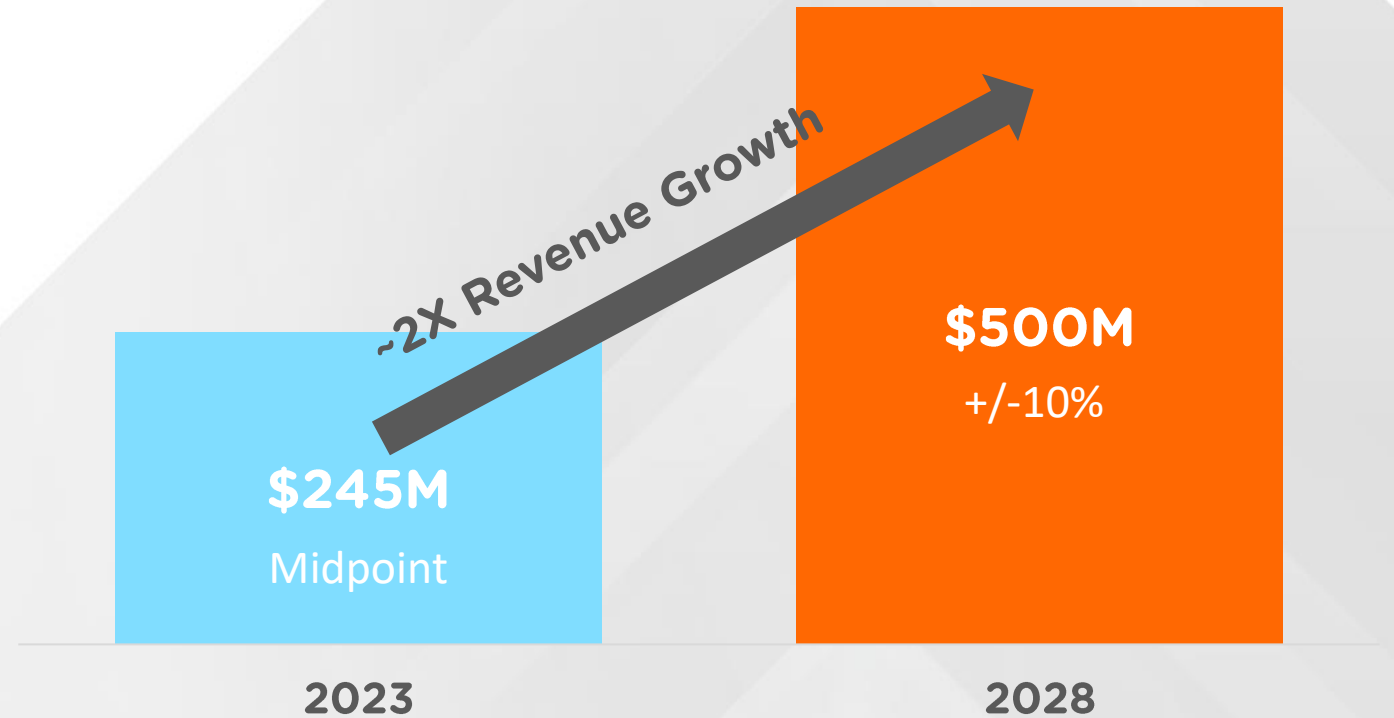 ~2X Revenue Growth
$245M
Midpoint
$500M
+/-10%
2023
2028